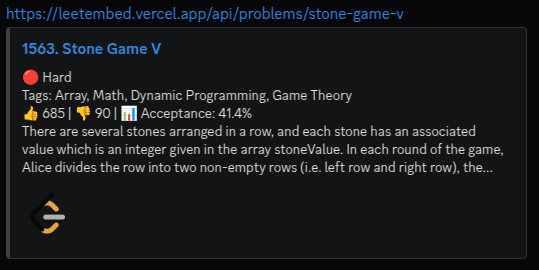 https://leetembed.vercel.app/api/problems/stone-game-v
1563. Stone Game V
🔴 Hard
Tags: Array, Math, Dynamic Programming, Game Theory
👍 685 | 👎 90 | 📊 Acceptance: 41.4%
There are several stones arranged in a row, and each stone has an associated
value which is an integer given in the array stoneValue. In each round of the game,
Alice divides the row into two non-empty rows (i.e. left row and right row), the...